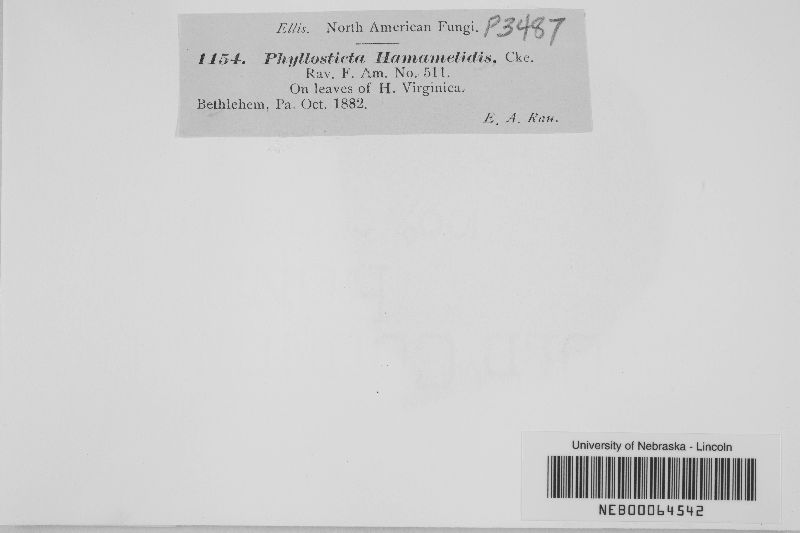 Ellis. North American Fungi. P3487
1154. Phyllosticta Hamamelidis, Cke.
Rav. F. Am. No. 511.
On leaves of H. Virginica.
Bethlehem, Pa. Oct. 1882.
E. A. Rau.
University of Nebraska - Lincoln
NEB00064542